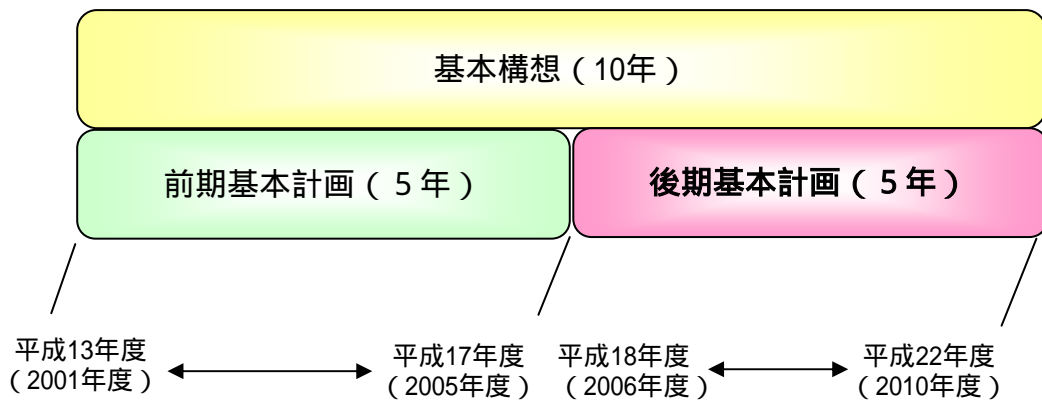 基本構想（10年）
前期基本計画（５年）
後期基本計画（５年）
平成13年度
（2001年度）
平成17年度
（2005年度）
平成18年度
（2006年度）
平成22年度
（2010年度）